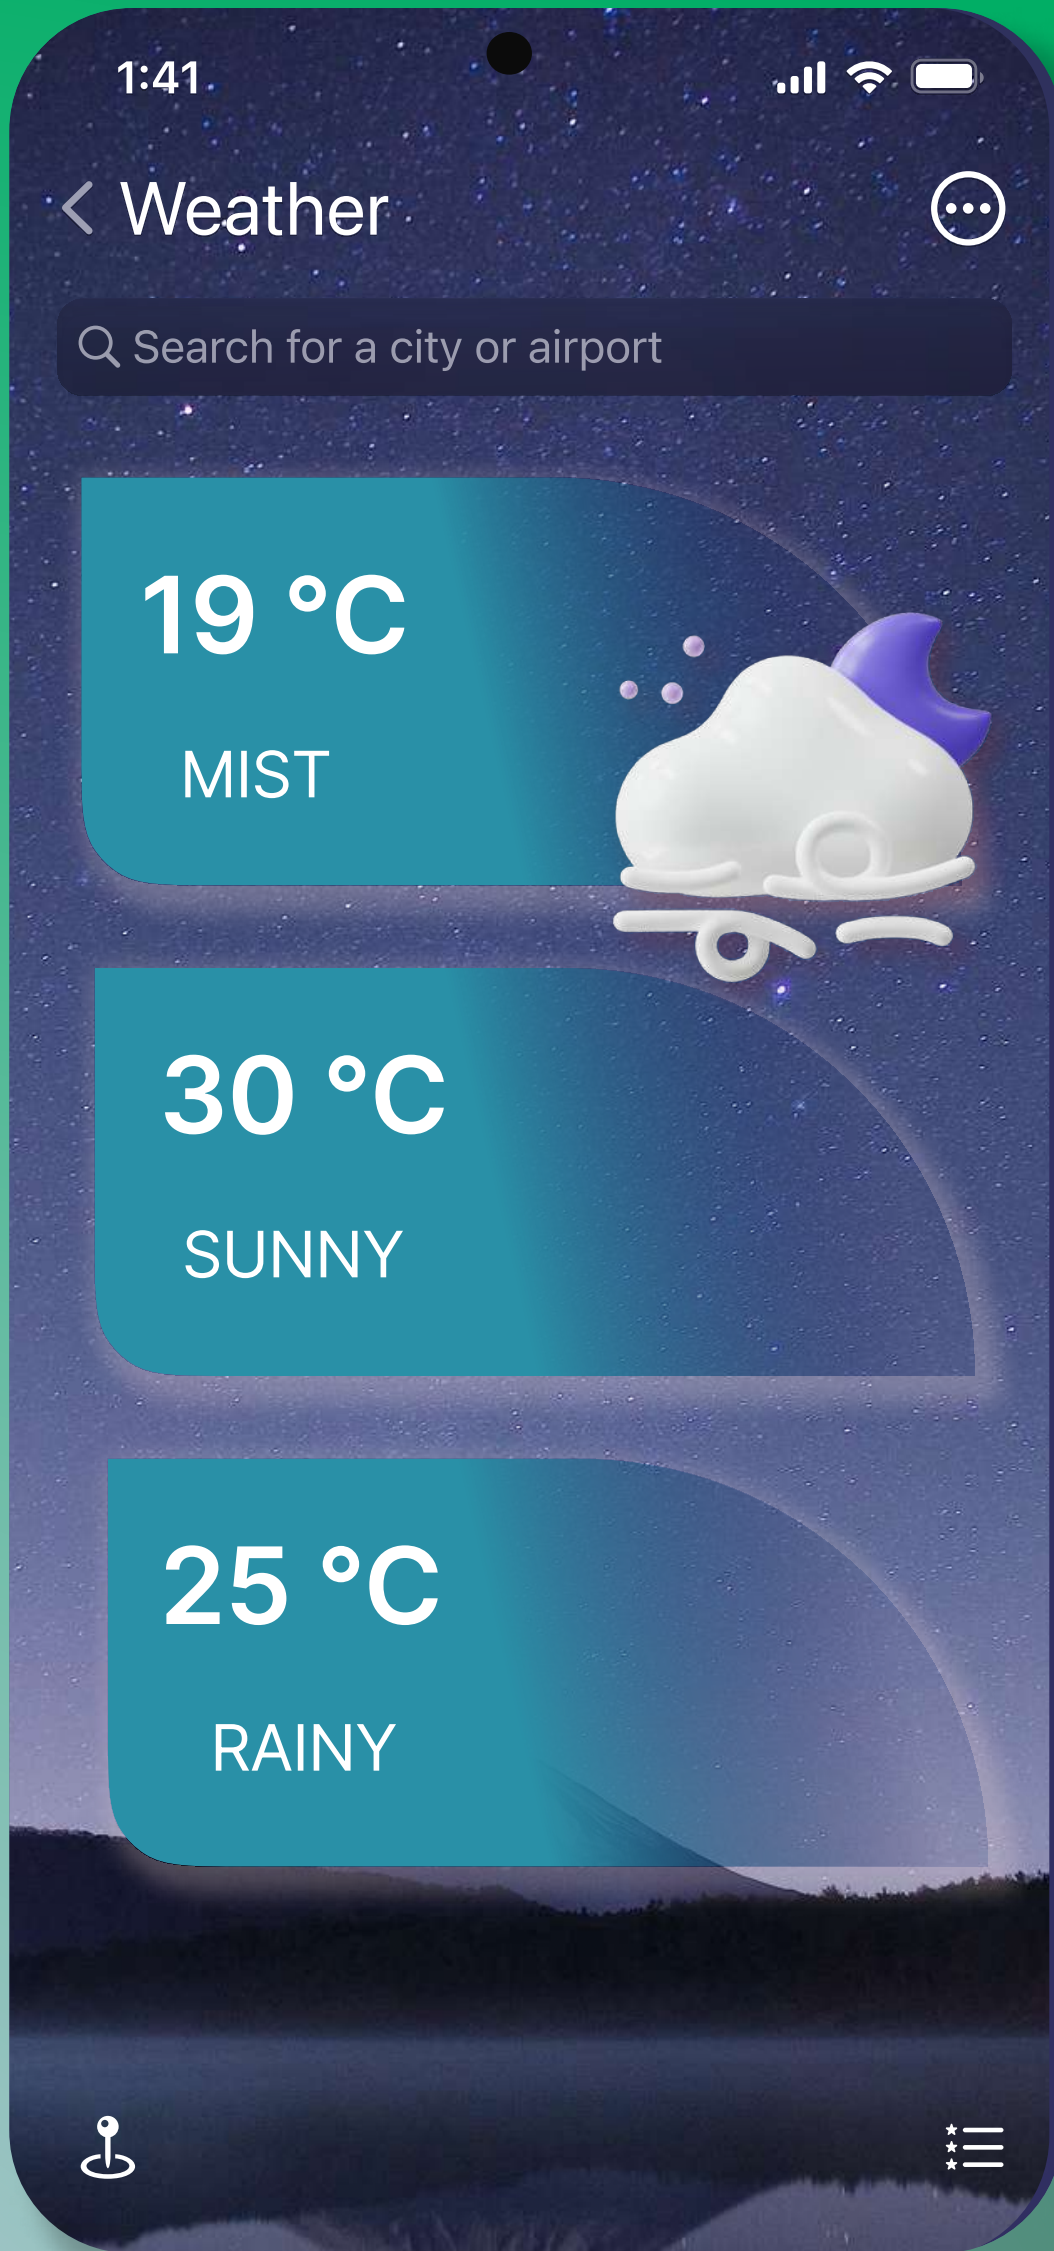 1:41
Weather
Search for a city or airport
19 °C
MIST
30 °C
SUNNY
25 °C
RAINY